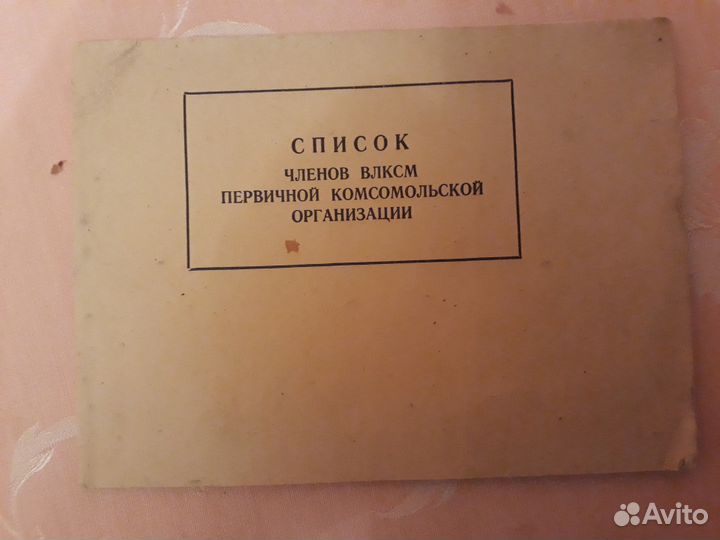 СПИСОК
ЧЛЕНОВ ВЛКСМ
ПЕРВИЧНОЙ КОМСОМОЛЬСКОЙ
ОРГАНИЗАЦИИ
Avito